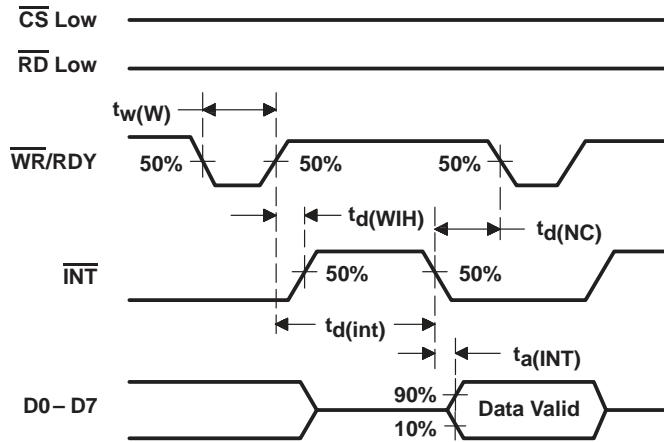 CS Low
RD Low
tw(W)
WR/RDY
50%
50%
50%
td(WIH)
td(NC)
INT
50%
50%
td(int)
ta(INT)
D0–D7
90%
Data Valid
10%